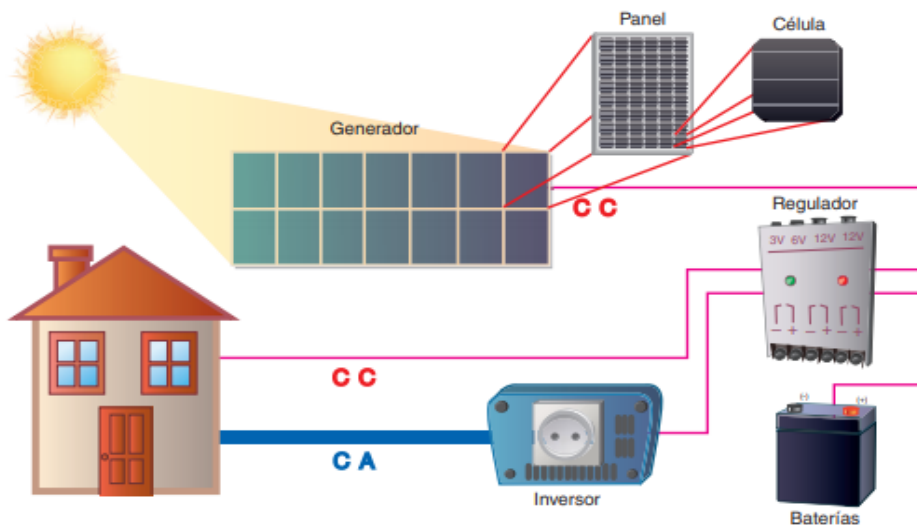 Panel
Célula
Generador
C C
Regulador
3V 6V 12V 12V
- + - + - +
C C
C A
(-) (+)
Inversor
Baterías